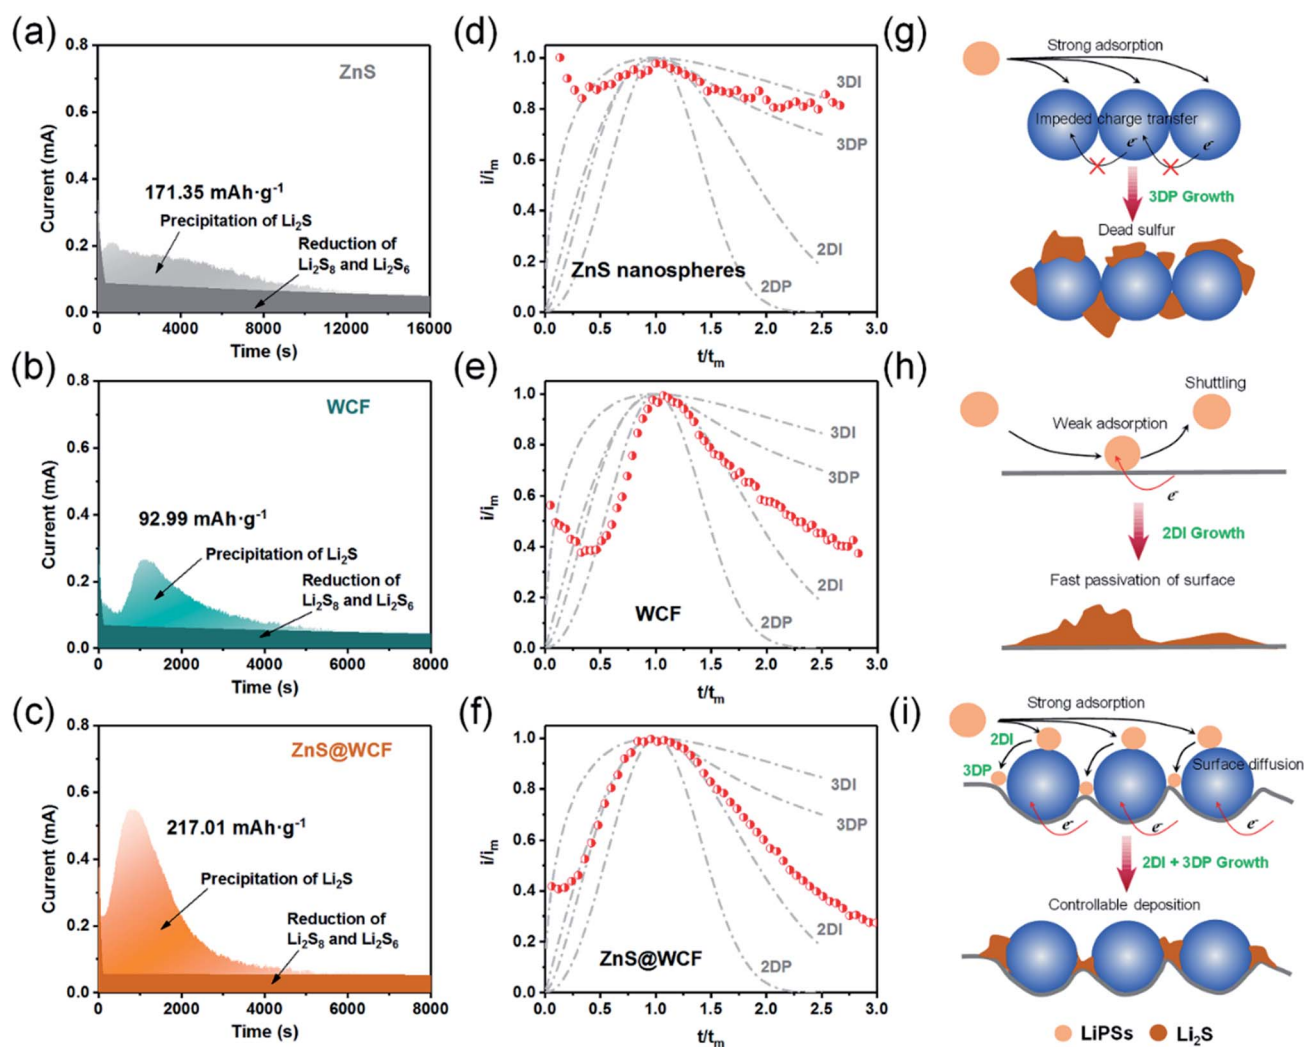 (a)
0.8
0.6
0.4
0.2
0.0
Current (mA)
ZnS
171.35 mAh·g⁻¹
Precipitation of Li₂S
Reduction of
Li₂S₈ and Li₂S₆
0 4000 8000 12000 16000
Time (s)
(d)
1.0
0.8
0.6
0.4
0.2
0.0
i/iₘ
3DI
3DP
2DI
2DP
ZnS nanospheres
0.0 0.5 1.0 1.5 2.0 2.5 3.0
t/tₘ
(g)
Strong adsorption
Impeded charge transfer
e⁻ e⁻
3DP Growth
Dead sulfur
(b)
0.8
0.6
0.4
0.2
0.0
Current (mA)
WCF
92.99 mAh·g⁻¹
Precipitation of Li₂S
Reduction of
Li₂S₈ and Li₂S₆
0 2000 4000 6000 8000
Time (s)
(e)
1.0
0.8
0.6
0.4
0.2
0.0
i/iₘ
3DI
3DP
2DI
2DP
WCF
0.0 0.5 1.0 1.5 2.0 2.5 3.0
t/tₘ
(h)
Shuttling
Weak adsorption
e⁻
2DI Growth
Fast passivation of surface
(c)
0.8
0.6
0.4
0.2
0.0
Current (mA)
ZnS@WCF
217.01 mAh·g⁻¹
Precipitation of Li₂S
Reduction of
Li₂S₈ and Li₂S₆
0 2000 4000 6000 8000
Time (s)
(f)
1.0
0.8
0.6
0.4
0.2
0.0
i/iₘ
3DI
3DP
2DI
2DP
ZnS@WCF
0.0 0.5 1.0 1.5 2.0 2.5 3.0
t/tₘ
(i)
Strong adsorption
2DI
3DP
Surface diffusion
e⁻ e⁻ e⁻
2DI + 3DP Growth
Controllable deposition
LiPSs Li₂S